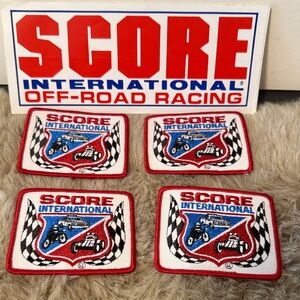 SCORE
INTERNATIONAL®
OFF-ROAD RACING
SCORE
INTERNATIONAL
SCORE
INTERNATIONAL
SCORE
INTERNATIONAL
®
SCORE
INTERNATIONAL
®